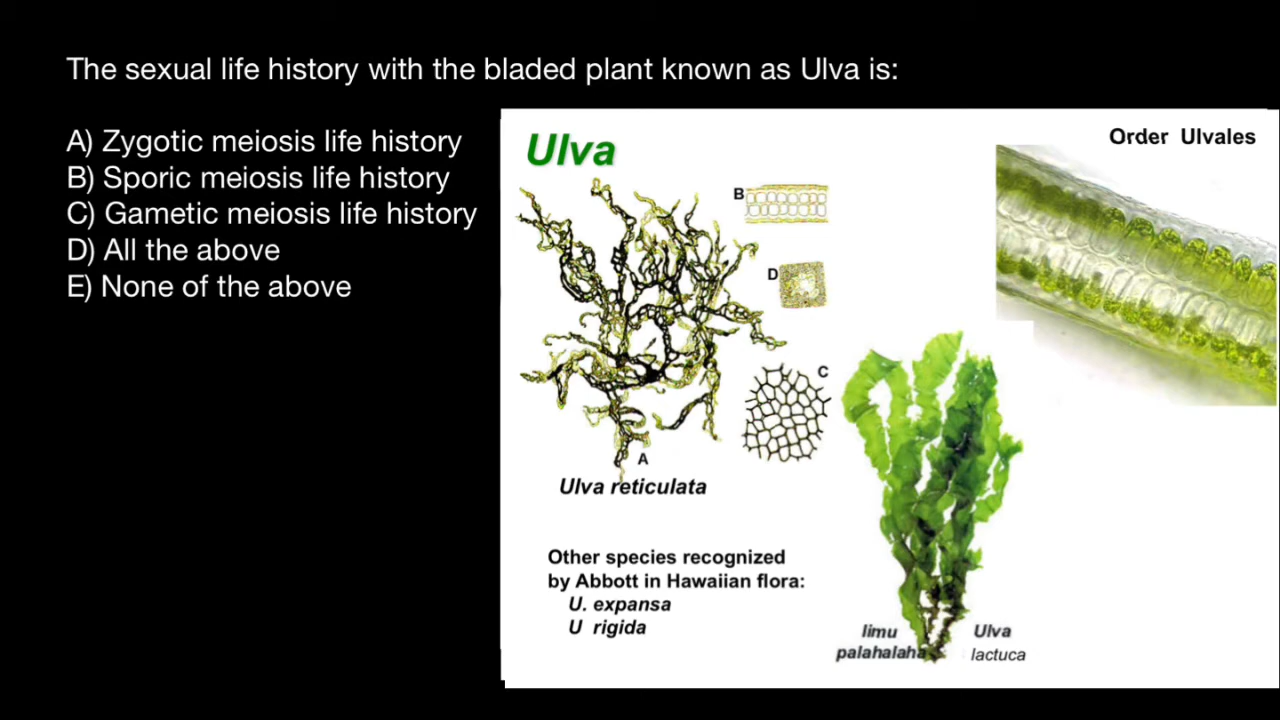 The sexual life history with the bladed plant known as Ulva is:
A) Zygotic meiosis life history
B) Sporic meiosis life history
C) Gametic meiosis life history
D) All the above
E) None of the above
Ulva
Order Ulvales
B
D
C
A
Ulva reticulata
Other species recognized
by Abbott in Hawaiian flora:
U. expansa
U rigida
limu
palahalaha
Ulva
lactuca